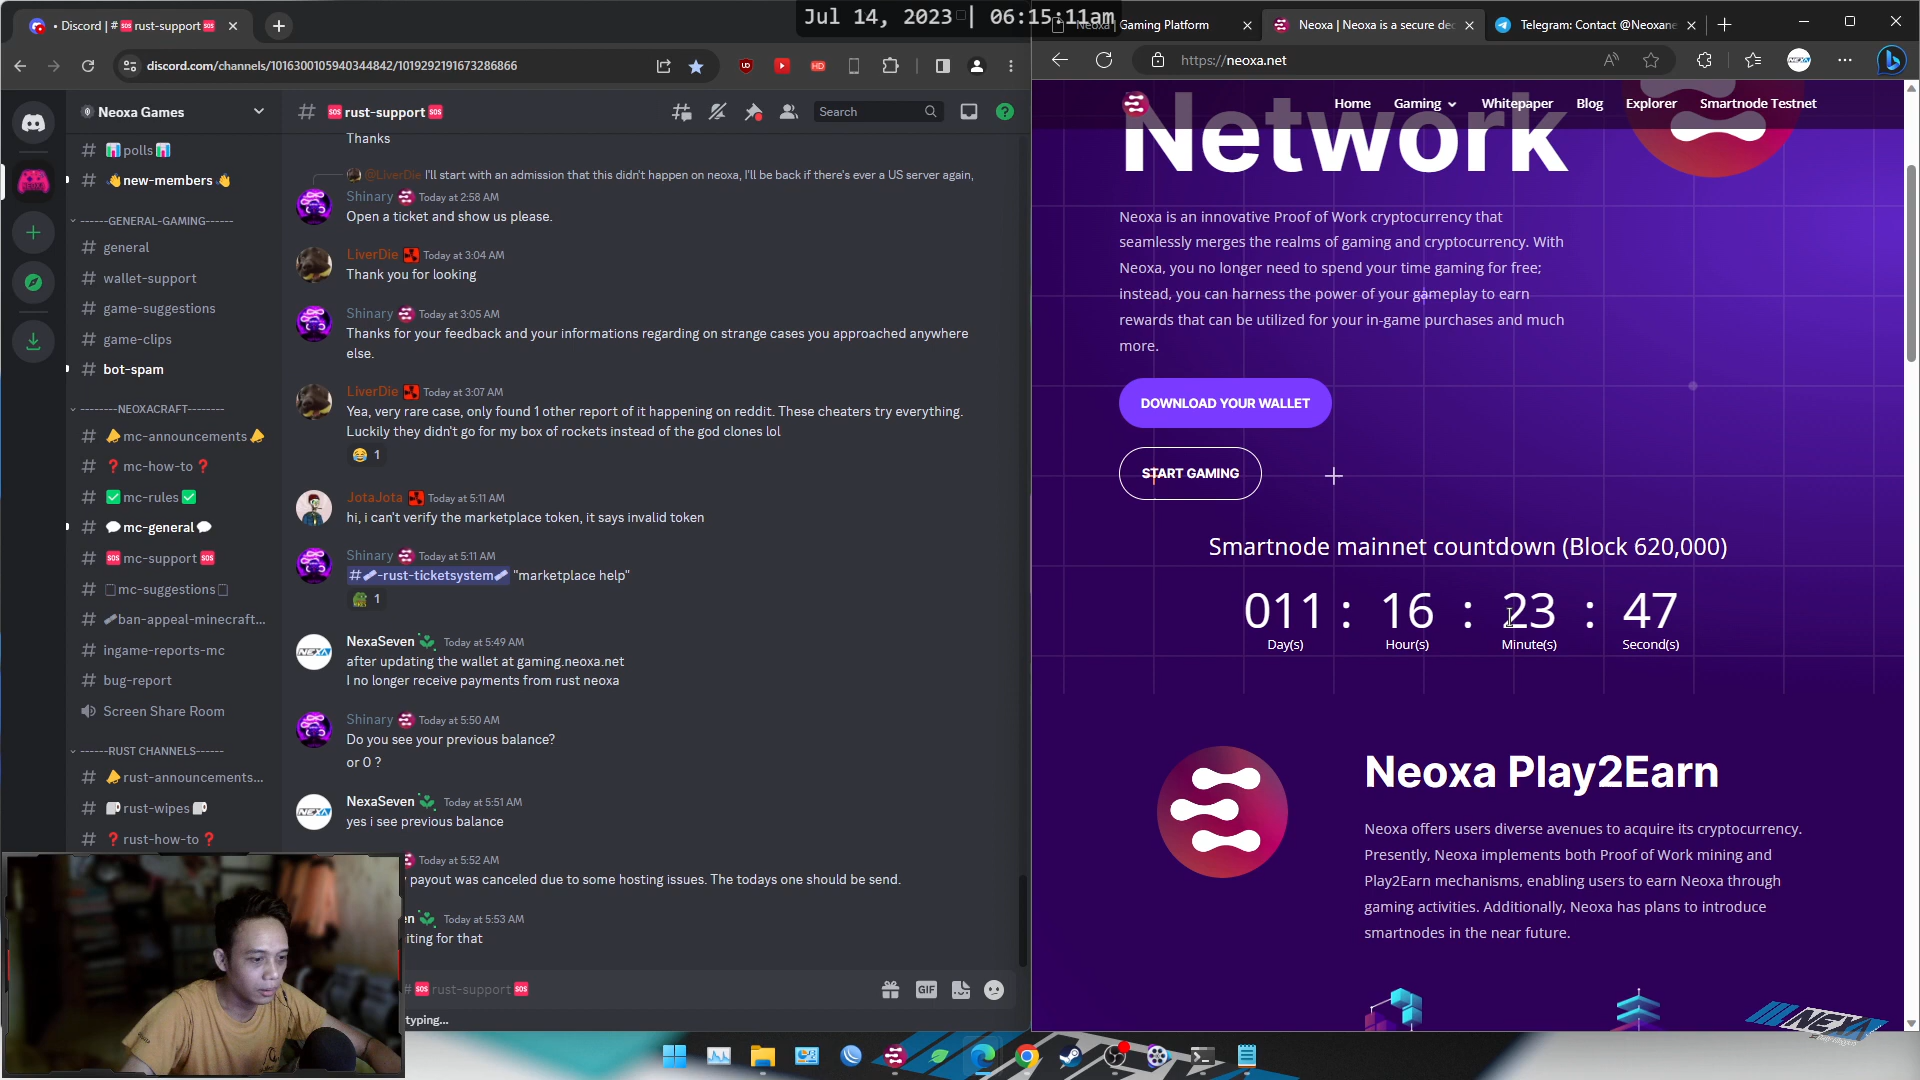 Jul 14, 2023 | 06:15:11am
• Discord | # 🆘 rust-support 🆘
discord.com/channels/1016300105940344842/1019292191673286866
Neoxa Games
📊 polls 📊
👋 new-members 👋
------GENERAL-GAMING------
general
wallet-support
game-suggestions
game-clips
bot-spam
--------NEOXACRAFT--------
📣 mc-announcements 📣
❓ mc-how-to ❓
✅ mc-rules ✅
💬 mc-general 💬
🆘 mc-support 🆘
mc-suggestions
ban-appeal-minecraft...
ingame-reports-mc
bug-report
Screen Share Room
------RUST CHANNELS------
📣 rust-announcements...
rust-wipes
❓ rust-how-to ❓
# 🆘 rust-support 🆘
Search
Thanks
@LiverDie I'll start with an admission that this didn't happen on neoxa, I'll be back if there's ever a US server again,
Shinary Today at 2:58 AM
Open a ticket and show us please.
LiverDie Today at 3:04 AM
Thank you for looking
Shinary Today at 3:05 AM
Thanks for your feedback and your informations regarding on strange cases you approached anywhere
else.
LiverDie Today at 3:07 AM
Yea, very rare case, only found 1 other report of it happening on reddit. These cheaters try everything.
Luckily they didn't go for my box of rockets instead of the god clones lol
😂 1
JotaJota Today at 5:11 AM
hi, i can't verify the marketplace token, it says invalid token
Shinary Today at 5:11 AM
#-rust-ticketsystem "marketplace help"
1
NexaSeven Today at 5:49 AM
after updating the wallet at gaming.neoxa.net
I no longer receive payments from rust neoxa
Shinary Today at 5:50 AM
Do you see your previous balance?
or 0 ?
NexaSeven Today at 5:51 AM
yes i see previous balance
Today at 5:52 AM
payout was canceled due to some hosting issues. The todays one should be send.
en Today at 5:53 AM
iting for that
# 🆘 rust-support 🆘
GIF
typing...
Neoxa | Gaming Platform
Neoxa | Neoxa is a secure dec
Telegram: Contact @Neoxane
https://neoxa.net
Home
Gaming
Whitepaper
Blog
Explorer
Smartnode Testnet
Network
Neoxa is an innovative Proof of Work cryptocurrency that
seamlessly merges the realms of gaming and cryptocurrency. With
Neoxa, you no longer need to spend your time gaming for free;
instead, you can harness the power of your gameplay to earn
rewards that can be utilized for your in-game purchases and much
more.
DOWNLOAD YOUR WALLET
START GAMING
Smartnode mainnet countdown (Block 620,000)
011 : 16 : 23 : 47
Day(s) Hour(s) Minute(s) Second(s)
Neoxa Play2Earn
Neoxa offers users diverse avenues to acquire its cryptocurrency.
Presently, Neoxa implements both Proof of Work mining and
Play2Earn mechanisms, enabling users to earn Neoxa through
gaming activities. Additionally, Neoxa has plans to introduce
smartnodes in the near future.
NEXA